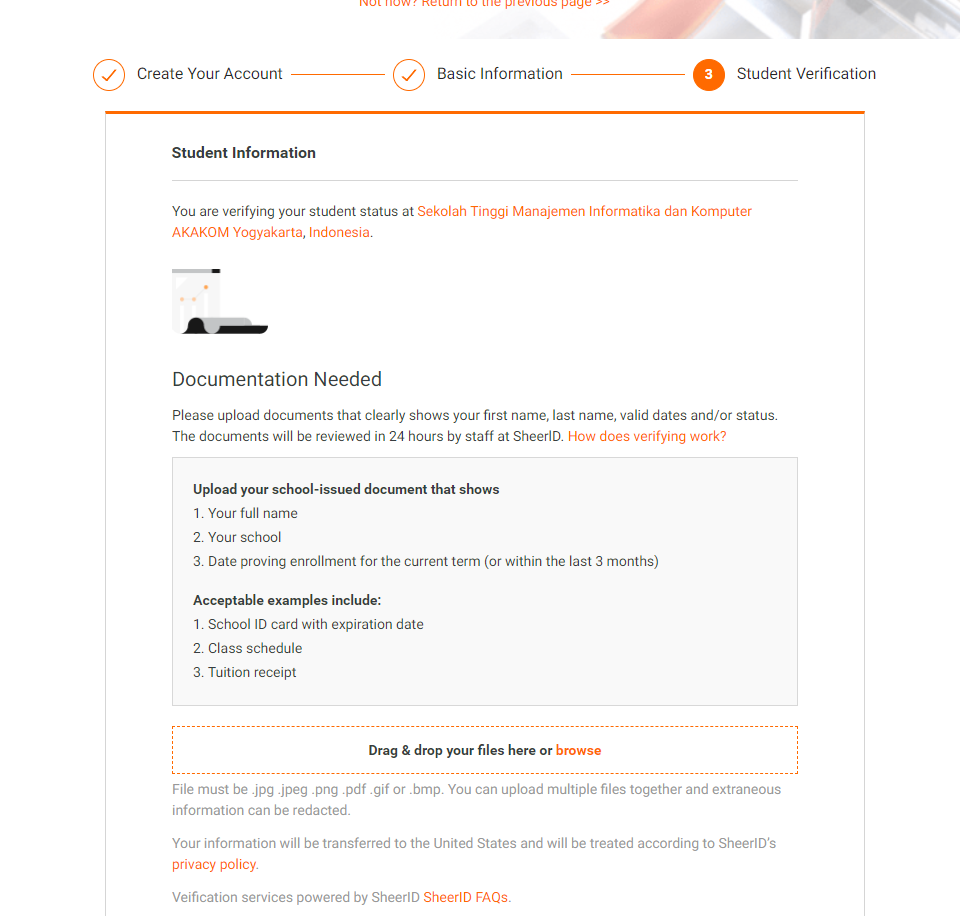 Not now? Return to the previous page >>
Create Your Account
Basic Information
3
Student Verification
Student Information
You are verifying your student status at Sekolah Tinggi Manajemen Informatika dan Komputer
AKAKOM Yogyakarta, Indonesia.
Documentation Needed
Please upload documents that clearly shows your first name, last name, valid dates and/or status.
The documents will be reviewed in 24 hours by staff at SheerID. How does verifying work?
Upload your school-issued document that shows
1. Your full name
2. Your school
3. Date proving enrollment for the current term (or within the last 3 months)
Acceptable examples include:
1. School ID card with expiration date
2. Class schedule
3. Tuition receipt
Drag & drop your files here or browse
File must be .jpg .jpeg .png .pdf .gif or .bmp. You can upload multiple files together and extraneous
information can be redacted.
Your information will be transferred to the United States and will be treated according to SheerID's
privacy policy.
Veification services powered by SheerID SheerID FAQs.